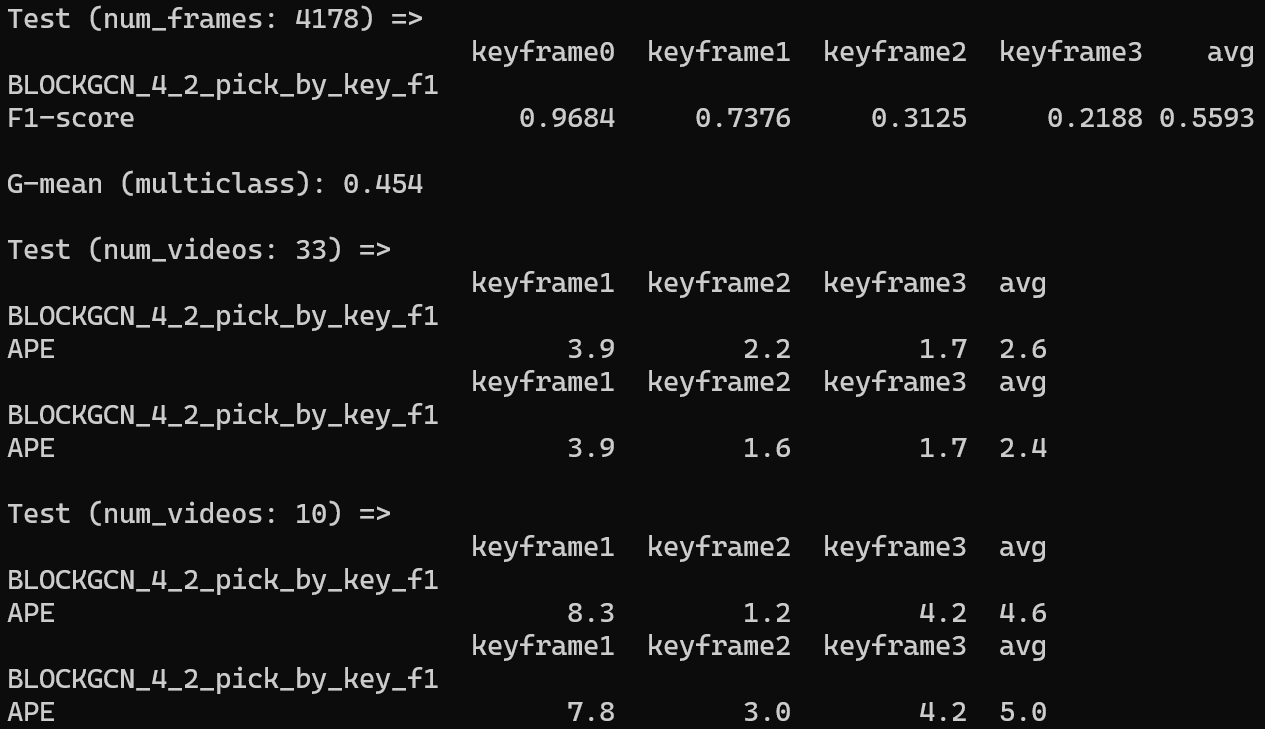 Test (num_frames: 4178) =>
keyframe0 keyframe1 keyframe2 keyframe3 avg
BLOCKGCN_4_2_pick_by_key_f1
F1-score 0.9684 0.7376 0.3125 0.2188 0.5593
G-mean (multiclass): 0.454
Test (num_videos: 33) =>
keyframe1 keyframe2 keyframe3 avg
BLOCKGCN_4_2_pick_by_key_f1
APE 3.9 2.2 1.7 2.6
keyframe1 keyframe2 keyframe3 avg
BLOCKGCN_4_2_pick_by_key_f1
APE 3.9 1.6 1.7 2.4
Test (num_videos: 10) =>
keyframe1 keyframe2 keyframe3 avg
BLOCKGCN_4_2_pick_by_key_f1
APE 8.3 1.2 4.2 4.6
keyframe1 keyframe2 keyframe3 avg
BLOCKGCN_4_2_pick_by_key_f1
APE 7.8 3.0 4.2 5.0